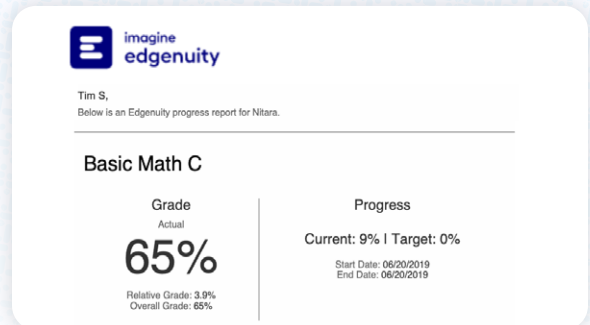 imagine
edgenuity
Tim S,
Below is an Edgenuity progress report for Nitara.
Basic Math C
Grade
Actual
65%
Relative Grade: 3.9%
Overall Grade: 65%
Progress
Current: 9% I Target: 0%
Start Date: 06/20/2019
End Date: 06/20/2019